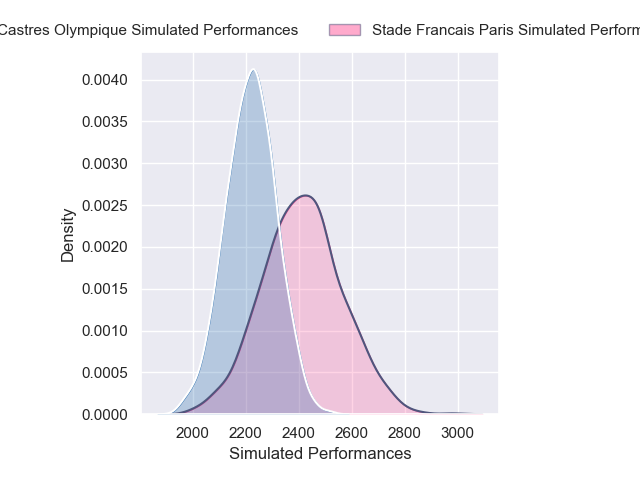 Castres Olympique Simulated Performances
Stade Francais Paris Simulated Perform
0.0040
0.0035
0.0030
0.0025
0.0020
0.0015
0.0010
0.0005
0.0000
Density
2000 2200 2400 2600 2800 3000
Simulated Performances